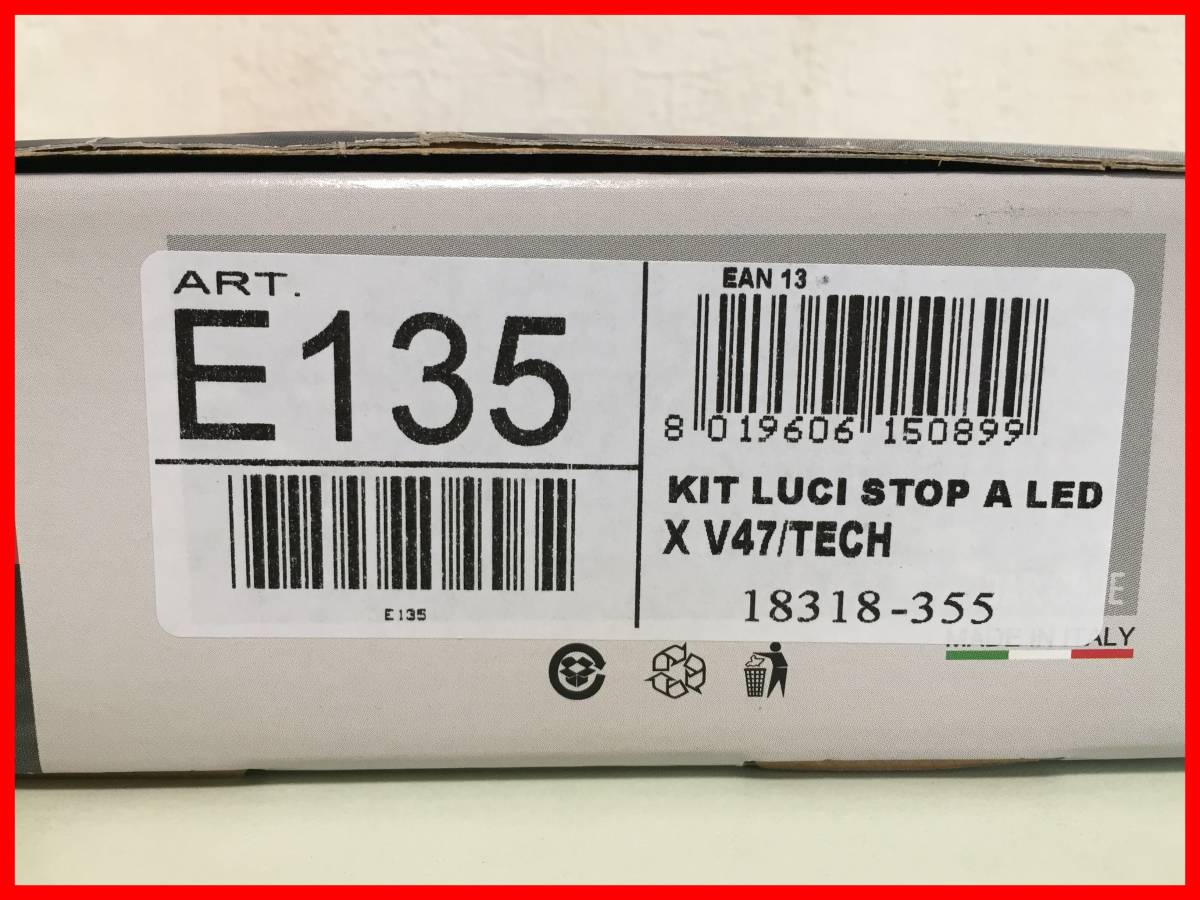 ART.
E135
E135
EAN 13
8 019606 150899
KIT LUCI STOP A LED
X V47/TECH
18318-355
E
MADE IN ITALY